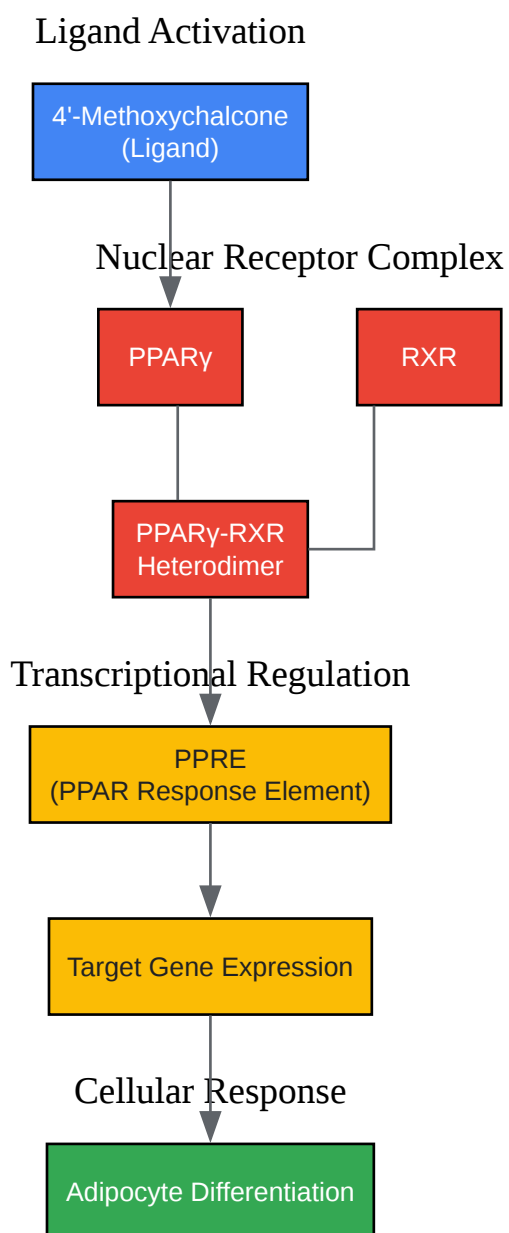 Ligand Activation
4'-Methoxychalcone
(Ligand)
Nuclear Receptor Complex
PPARγ
RXR
PPARγ-RXR
Heterodimer
Transcriptional Regulation
PPRE
(PPAR Response Element)
Target Gene Expression
Cellular Response
Adipocyte Differentiation